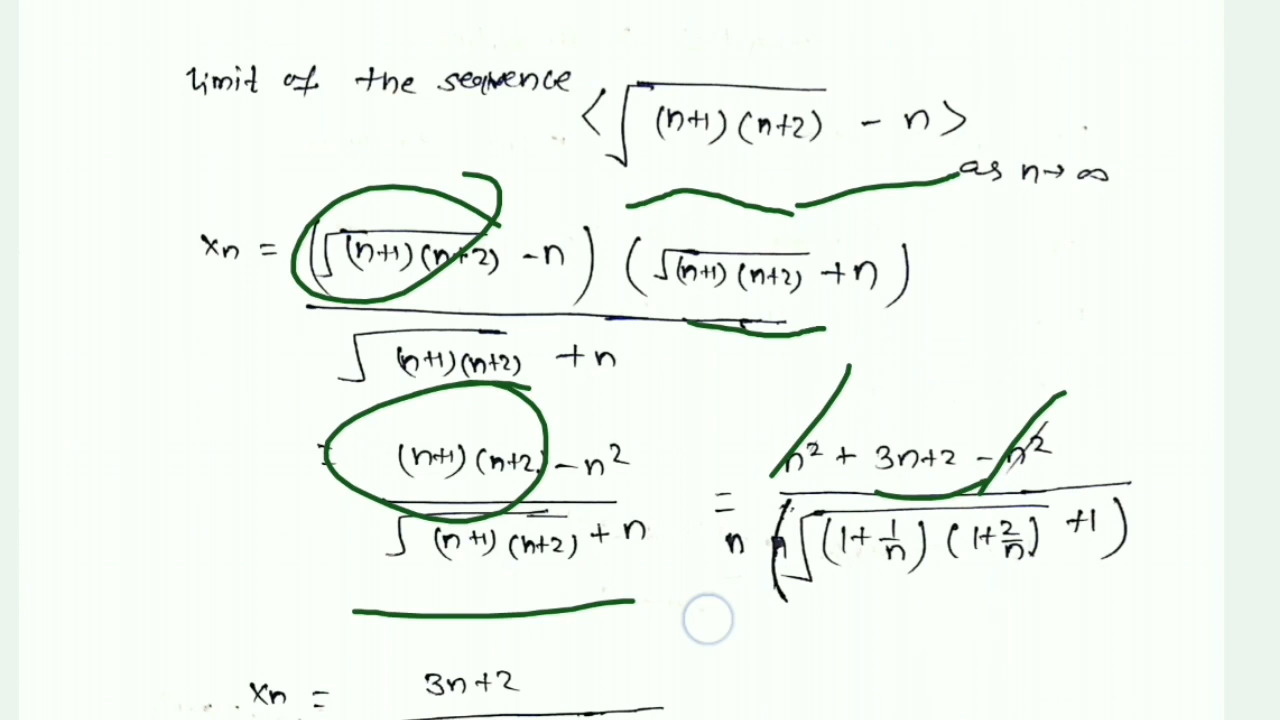 limit of the sequence < √(n+1)(n+2) - n >
as n→∞
xn = (√(n+1)(n+2) - n) (√(n+1)(n+2) + n)
√(n+1)(n+2) + n
= (n+1)(n+2) - n²
√(n+1)(n+2) + n
= n² + 3n+2 - n²
n (√(1+1/n)(1+2/n) +1)
xn = 3n+2